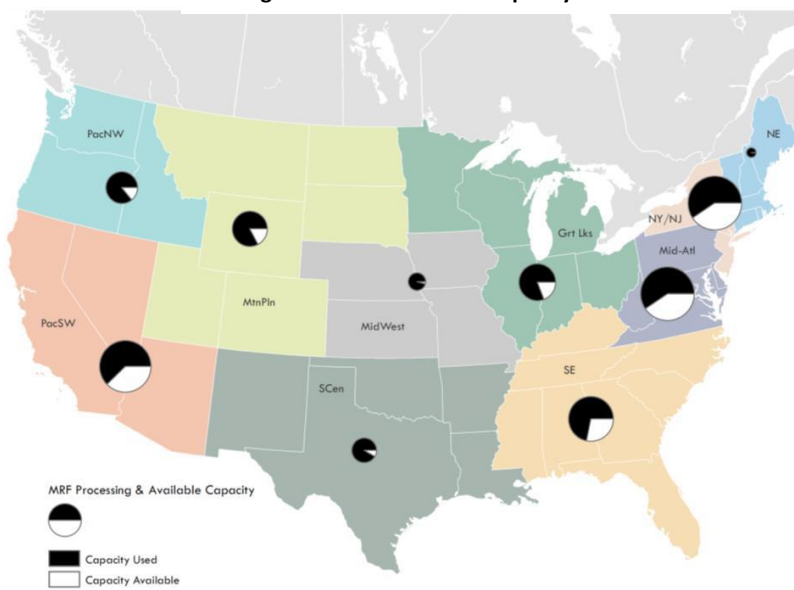 PacNW
NE
NY/NJ
Grt Lks
Mid-Atl
MtnPln
PacSW
MidWest
SE
SCen
MRF Processing & Available Capacity
Capacity Used
Capacity Available